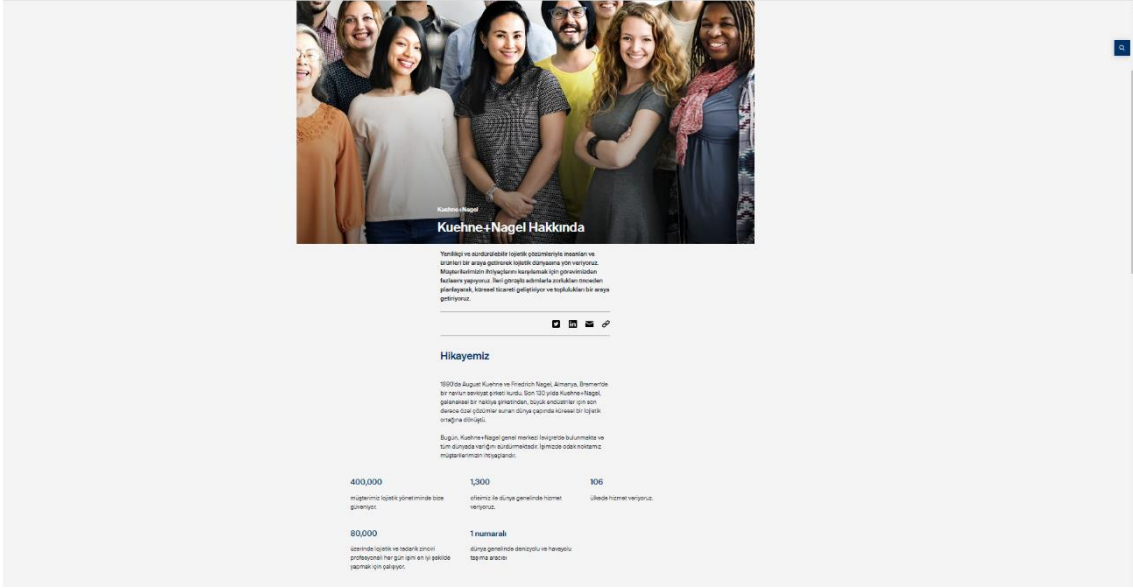 Kuehne+Nagel
Kuehne+Nagel Hakkında
Yenilikçi ve sürdürülebilir lojistik çözümleriyle insanları ve
ürünleri bir araya getirerek lojistik dünyasına yön veriyoruz.
Müşterilerimizin ihtiyaçlarını karşılamak için görevimizden
fazlasını yapıyoruz. İleri görüşlü adımlarla zorlukları önceden
planlayarak, küresel ticareti geliştiriyor ve toplulukları bir araya
getiriyoruz.
Hikayemiz
1890'da August Kuehne ve Friedrich Nagel, Almanya, Bremen'de
bir navlun sevkiyat şirketi kurdu. Son 130 yılda Kuehne+Nagel,
geleneksel bir nakliye şirketinden, büyük endüstriler için son
derece özel çözümler sunan dünya çapında küresel bir lojistik
ortağına dönüştü.
Bugün, Kuehne+Nagel genel merkezi İsviçre'de bulunmakta ve
tüm dünyada varlığını sürdürmektedir. İşimizde odak noktamız
müşterilerimizin ihtiyaçlarıdır.
400,000
müşterimiz lojistik yönetiminde bize
güveniyor.
1,300
ofisimiz ile dünya genelinde hizmet
veriyoruz.
106
ülkede hizmet veriyoruz.
80,000
üzerinde lojistik ve tedarik zinciri
profesyoneli her gün işini en iyi şekilde
yapmak için çalışıyor.
1 numaralı
dünya genelinde denizyolu ve havayolu
taşıma aracısı